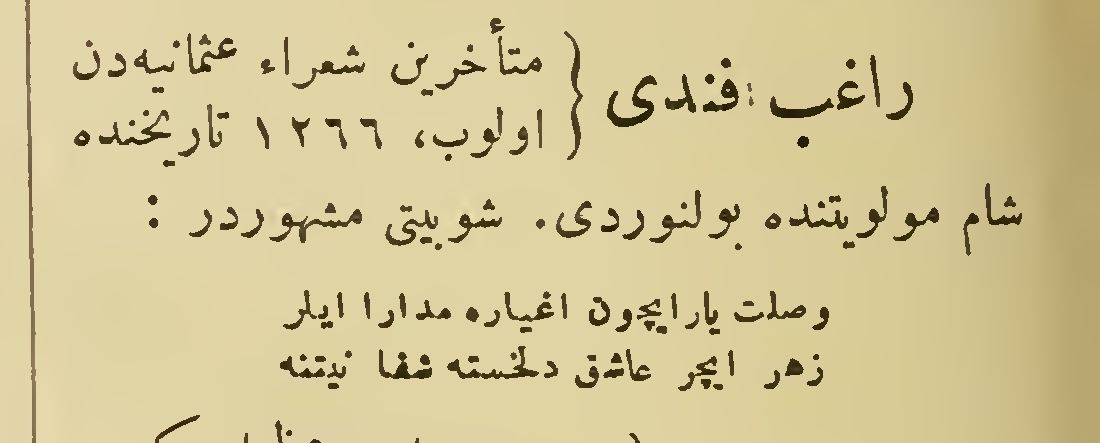 راغب افندی { متأخرین شعراء عثمانیه‌دن
اولوب، ١٢٦٦ تاریخنده
شام مولویتنده بولنوردی. شو بیتی مشهوردر :
وصلت یار ایچون اغیاره مدارا ایلر
زهر ایچر عاشق دلخسته شفا نیتنه